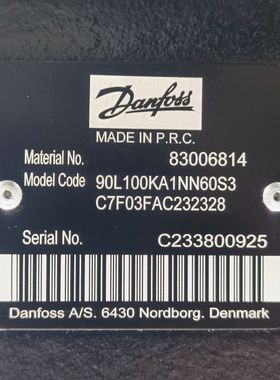 Danfoss
MADE IN P.R.C.
Material No. 83006814
Model Code 90L100KA1NN60S3
C7F03FAC232328
Serial No. C233800925
Danfoss A/S. 6430 Nordborg. Denmark